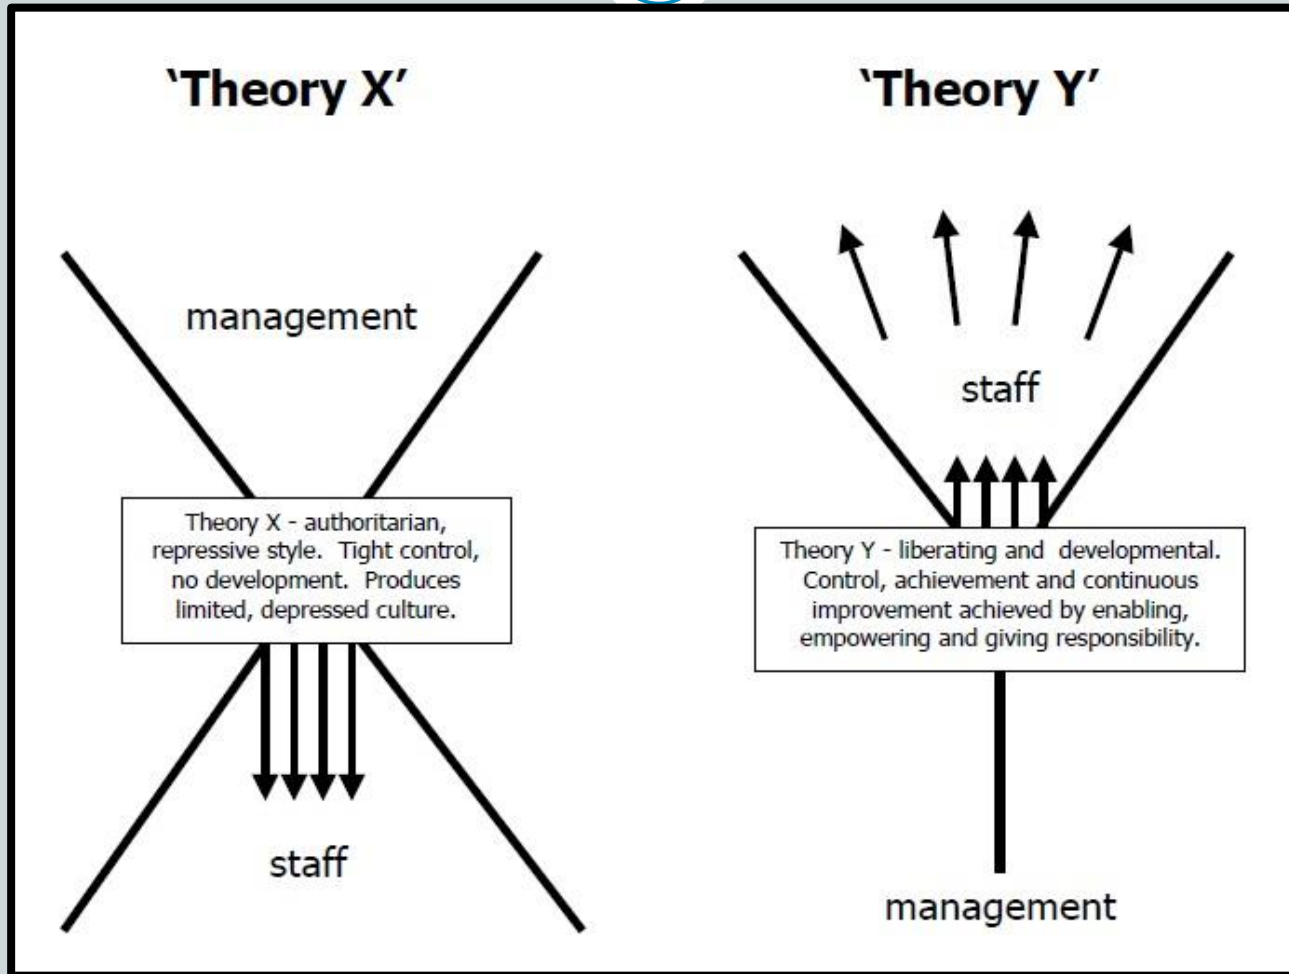 ‘Theory X’
management
Theory X - authoritarian,
repressive style. Tight control,
no development. Produces
limited, depressed culture.
staff
‘Theory Y’
staff
Theory Y - liberating and developmental.
Control, achievement and continuous
improvement achieved by enabling,
empowering and giving responsibility.
management